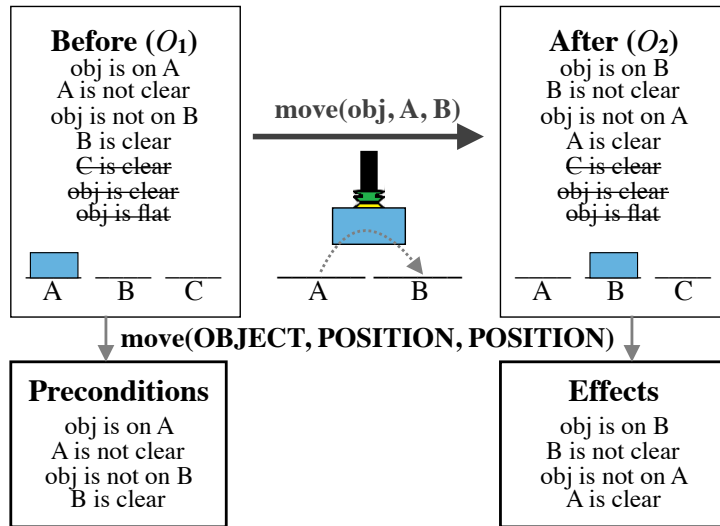 Before (O1)
obj is on A
A is not clear
obj is not on B
B is clear
C is clear
obj is clear
obj is flat
A B C
move(obj, A, B)
A B
After (O2)
obj is on B
B is not clear
obj is not on A
A is clear
C is clear
obj is clear
obj is flat
A B C
move(OBJECT, POSITION, POSITION)
Preconditions
obj is on A
A is not clear
obj is not on B
B is clear
Effects
obj is on B
B is not clear
obj is not on A
A is clear